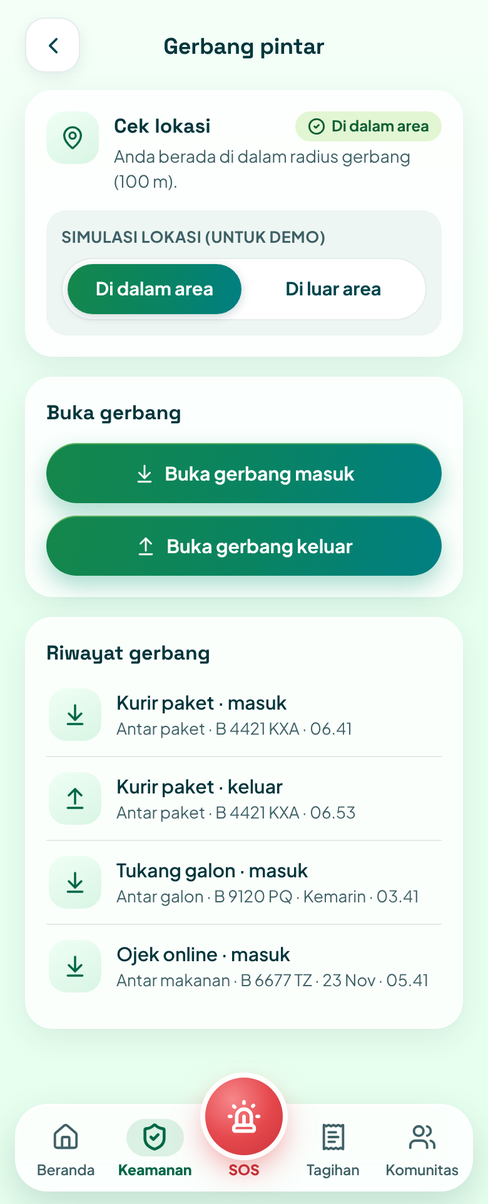 Gerbang pintar
Cek lokasi
Di dalam area
Anda berada di dalam radius gerbang
(100 m).
SIMULASI LOKASI (UNTUK DEMO)
Di dalam area
Di luar area
Buka gerbang
Buka gerbang masuk
Buka gerbang keluar
Riwayat gerbang
Kurir paket · masuk
Antar paket · B 4421 KXA · 06.41
Kurir paket · keluar
Antar paket · B 4421 KXA · 06.53
Tukang galon · masuk
Antar galon · B 9120 PQ · Kemarin · 03.41
Ojek online · masuk
Antar makanan · B 6677 TZ · 23 Nov · 05.41
Beranda
Keamanan
SOS
Tagihan
Komunitas